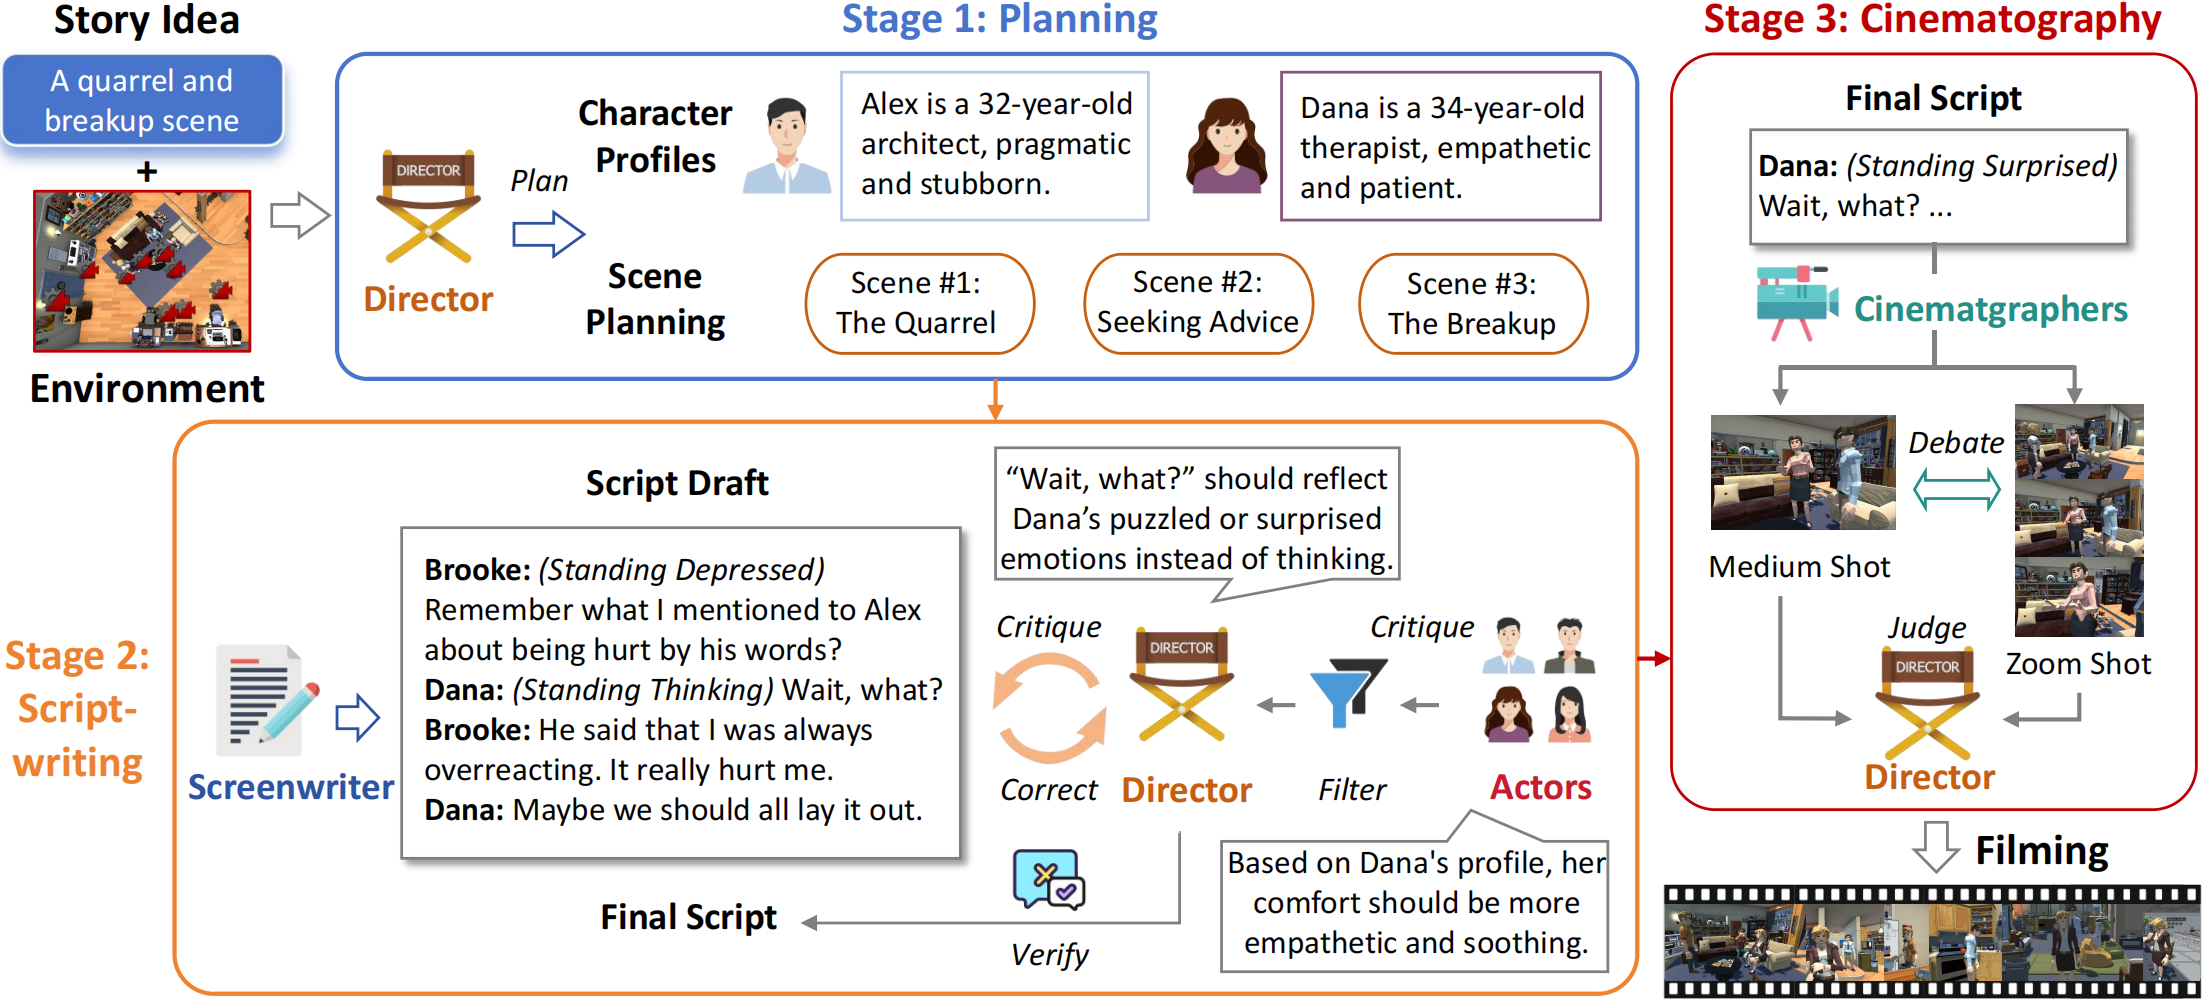 Story Idea
A quarrel and
breakup scene
+
Environment
Stage 1: Planning
DIRECTOR
Director
Plan
Character
Profiles
Alex is a 32-year-old
architect, pragmatic
and stubborn.
Dana is a 34-year-old
therapist, empathetic
and patient.
Scene
Planning
Scene #1:
The Quarrel
Scene #2:
Seeking Advice
Scene #3:
The Breakup
Stage 2:
Script-
writing
Screenwriter
Script Draft
Brooke: (Standing Depressed)
Remember what I mentioned to Alex
about being hurt by his words?
Dana: (Standing Thinking) Wait, what?
Brooke: He said that I was always
overreacting. It really hurt me.
Dana: Maybe we should all lay it out.
“Wait, what?” should reflect
Dana’s puzzled or surprised
emotions instead of thinking.
Critique
Correct
DIRECTOR
Director
Filter
Critique
Actors
Based on Dana's profile, her
comfort should be more
empathetic and soothing.
Verify
Final Script
Stage 3: Cinematography
Final Script
Dana: (Standing Surprised)
Wait, what? ...
Cinematgraphers
Debate
Medium Shot
Zoom Shot
Judge
DIRECTOR
Director
Filming